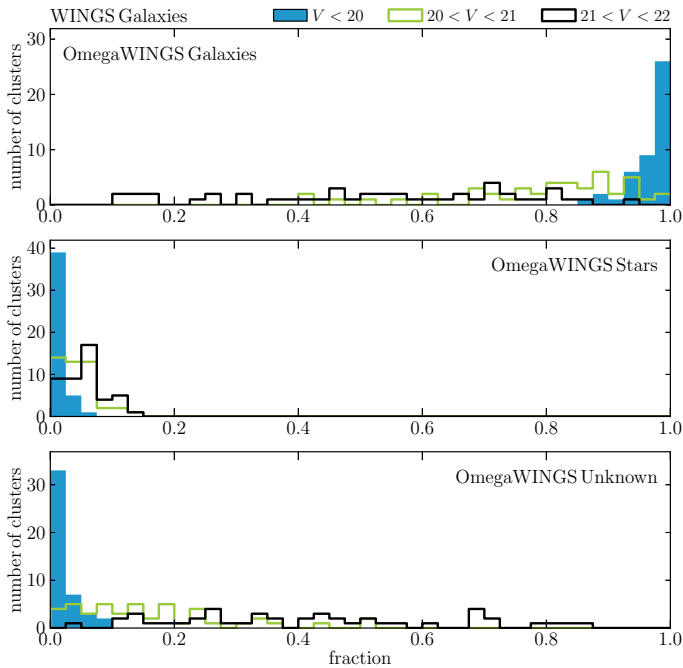 WINGS Galaxies V < 20 20 < V < 21 21 < V < 22
OmegaWINGS Galaxies
number of clusters
30
20
10
0
0.0 0.2 0.4 0.6 0.8 1.0
OmegaWINGS Stars
number of clusters
40
30
20
10
0
0.0 0.2 0.4 0.6 0.8 1.0
OmegaWINGS Unknown
number of clusters
30
20
10
0
0.0 0.2 0.4 0.6 0.8 1.0
fraction